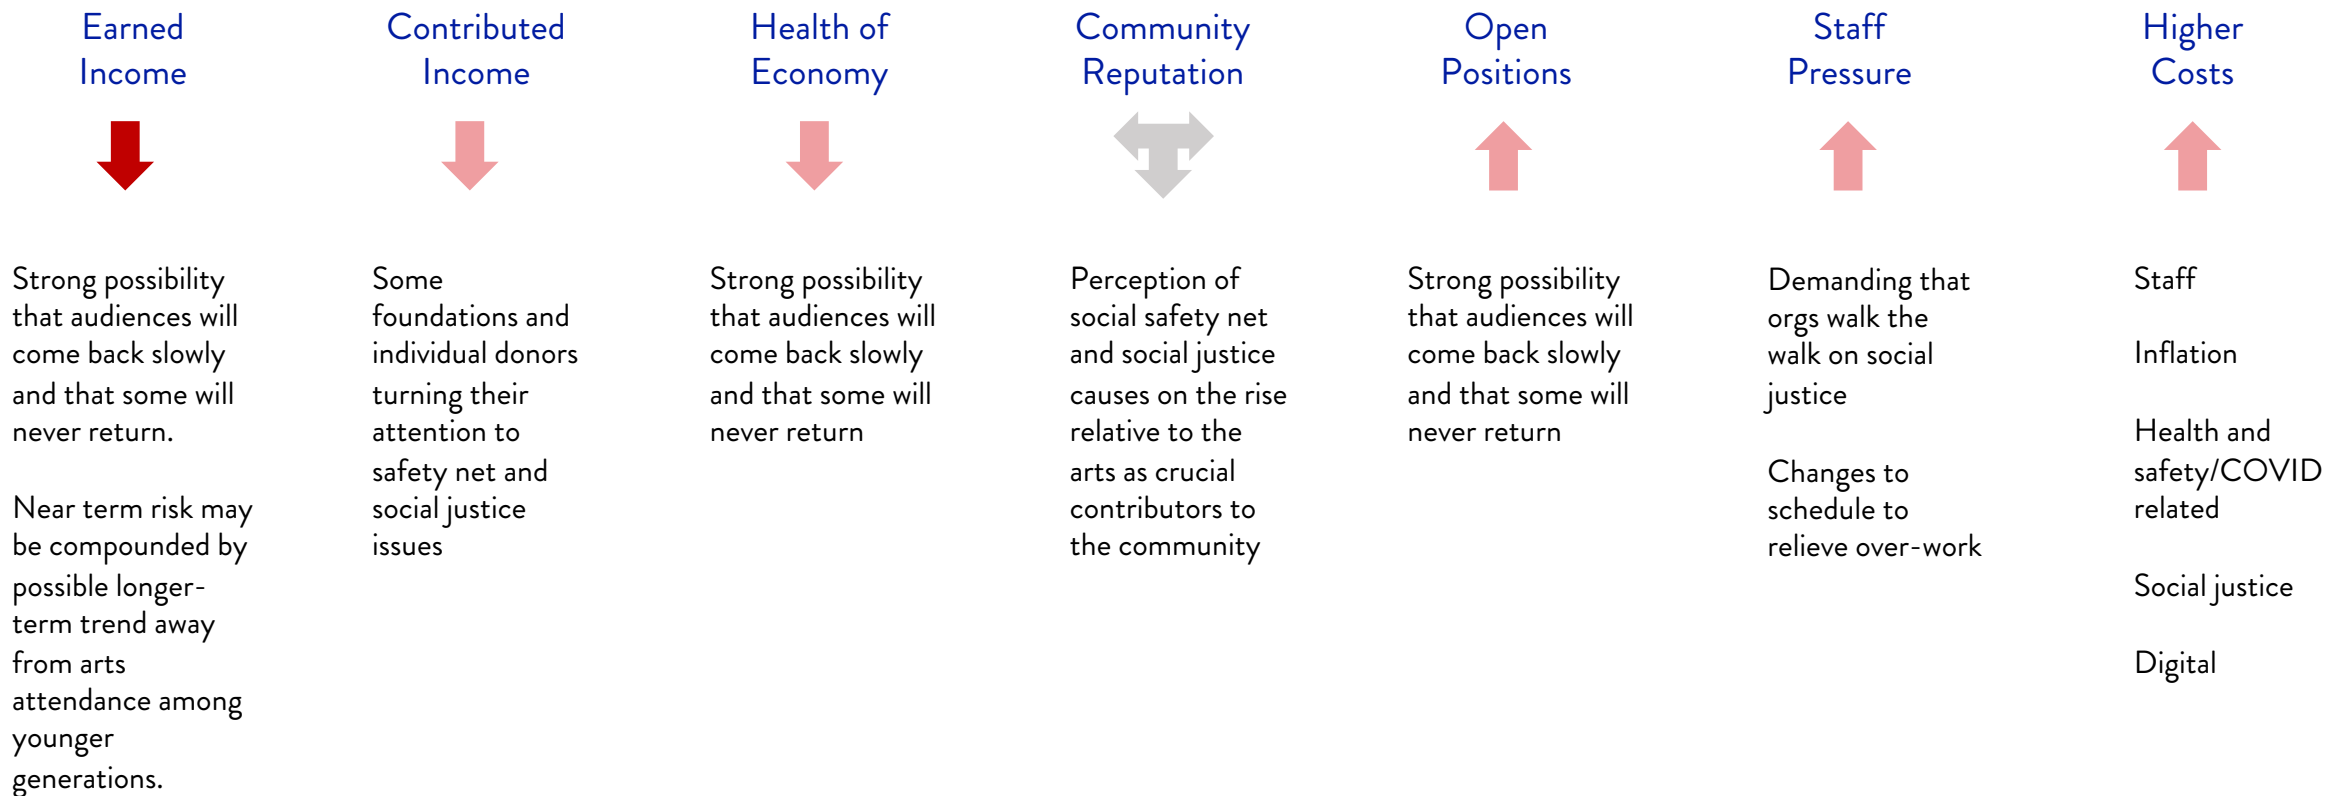 Earned
Income
Contributed
Income
Health of
Economy
Community
Reputation
Open
Positions
Staff
Pressure
Higher
Costs
Strong possibility
that audiences will
come back slowly
and that some will
never return.
Near term risk may
be compounded by
possible longer-
term trend away
from arts
attendance among
younger
generations.
Some
foundations and
individual donors
turning their
attention to
safety net and
social justice
issues
Strong possibility
that audiences will
come back slowly
and that some will
never return
Perception of
social safety net
and social justice
causes on the rise
relative to the
arts as crucial
contributors to
the community
Strong possibility
that audiences will
come back slowly
and that some will
never return
Demanding that
orgs walk the
walk on social
justice
Changes to
schedule to
relieve over-work
Staff
Inflation
Health and
safety/COVID
related
Social justice
Digital